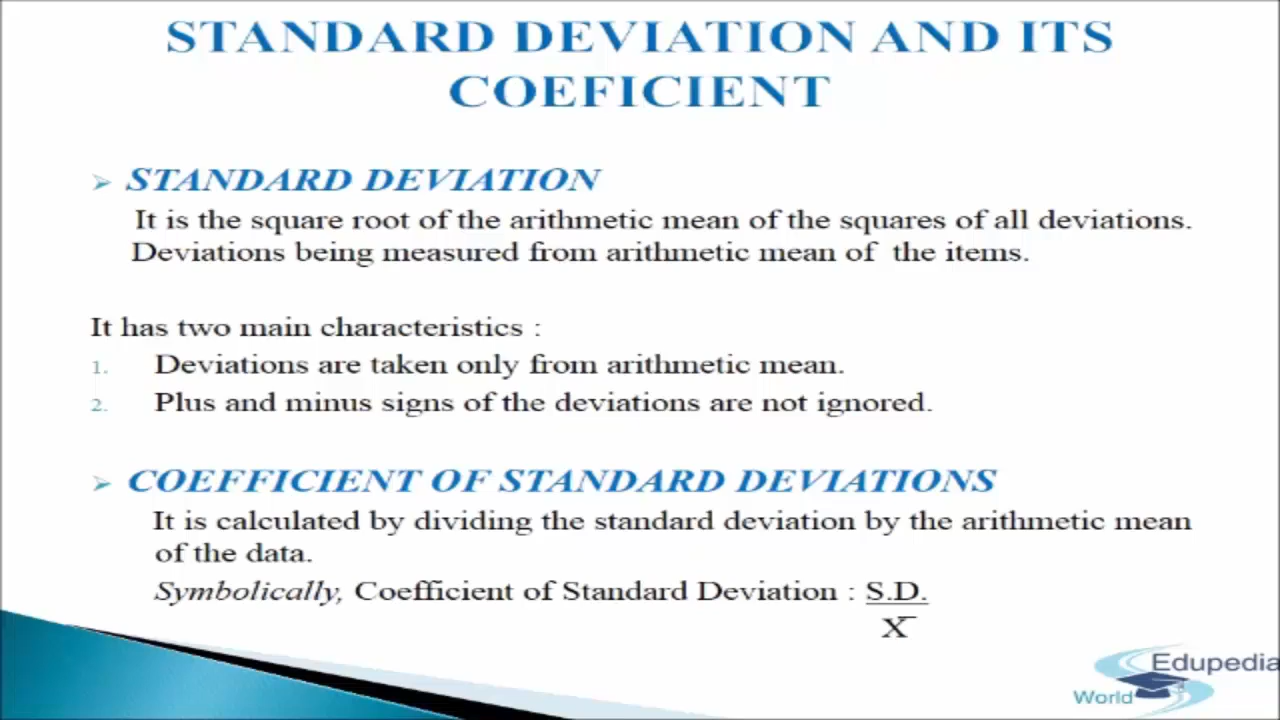 STANDARD DEVIATION AND ITS
COEFICIENT
➢ STANDARD DEVIATION
It is the square root of the arithmetic mean of the squares of all deviations.
Deviations being measured from arithmetic mean of the items.
It has two main characteristics :
1. Deviations are taken only from arithmetic mean.
2. Plus and minus signs of the deviations are not ignored.
➢ COEFFICIENT OF STANDARD DEVIATIONS
It is calculated by dividing the standard deviation by the arithmetic mean
of the data.
Symbolically, Coefficient of Standard Deviation : S.D.
X̅
Edupedia
World